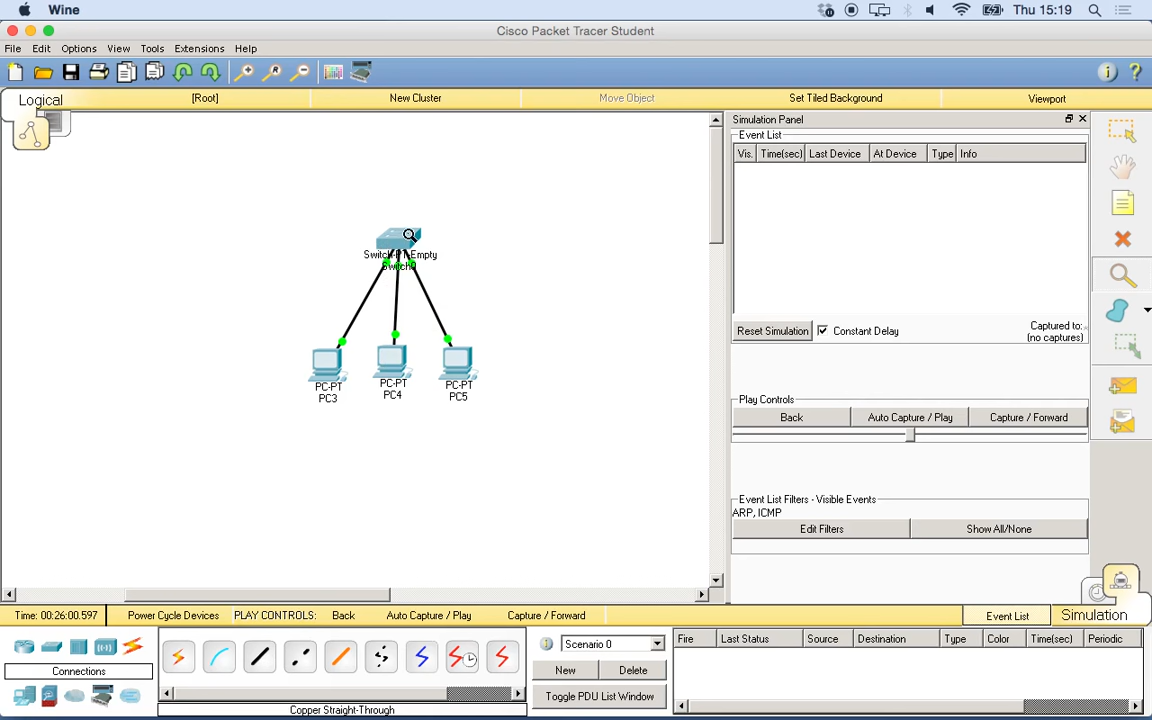 Wine
Thu 15:19
Cisco Packet Tracer Student
File Edit Options View Tools Extensions Help
Logical
[Root]
New Cluster
Move Object
Set Tiled Background
Viewport
Simulation Panel
Event List
Vis. Time(sec) Last Device At Device Type Info
Switch-PT-Empty
Switch0
PC-PT
PC3
PC-PT
PC4
PC-PT
PC5
Reset Simulation
Constant Delay
Captured to:
(no captures)
Play Controls
Back
Auto Capture / Play
Capture / Forward
Event List Filters - Visible Events
ARP, ICMP
Edit Filters
Show All/None
Time: 00:26:00.597
Power Cycle Devices
PLAY CONTROLS:
Back
Auto Capture / Play
Capture / Forward
Event List
Simulation
Connections
Copper Straight-Through
Scenario 0
New
Delete
Toggle PDU List Window
Fire Last Status Source Destination Type Color Time(sec) Periodic